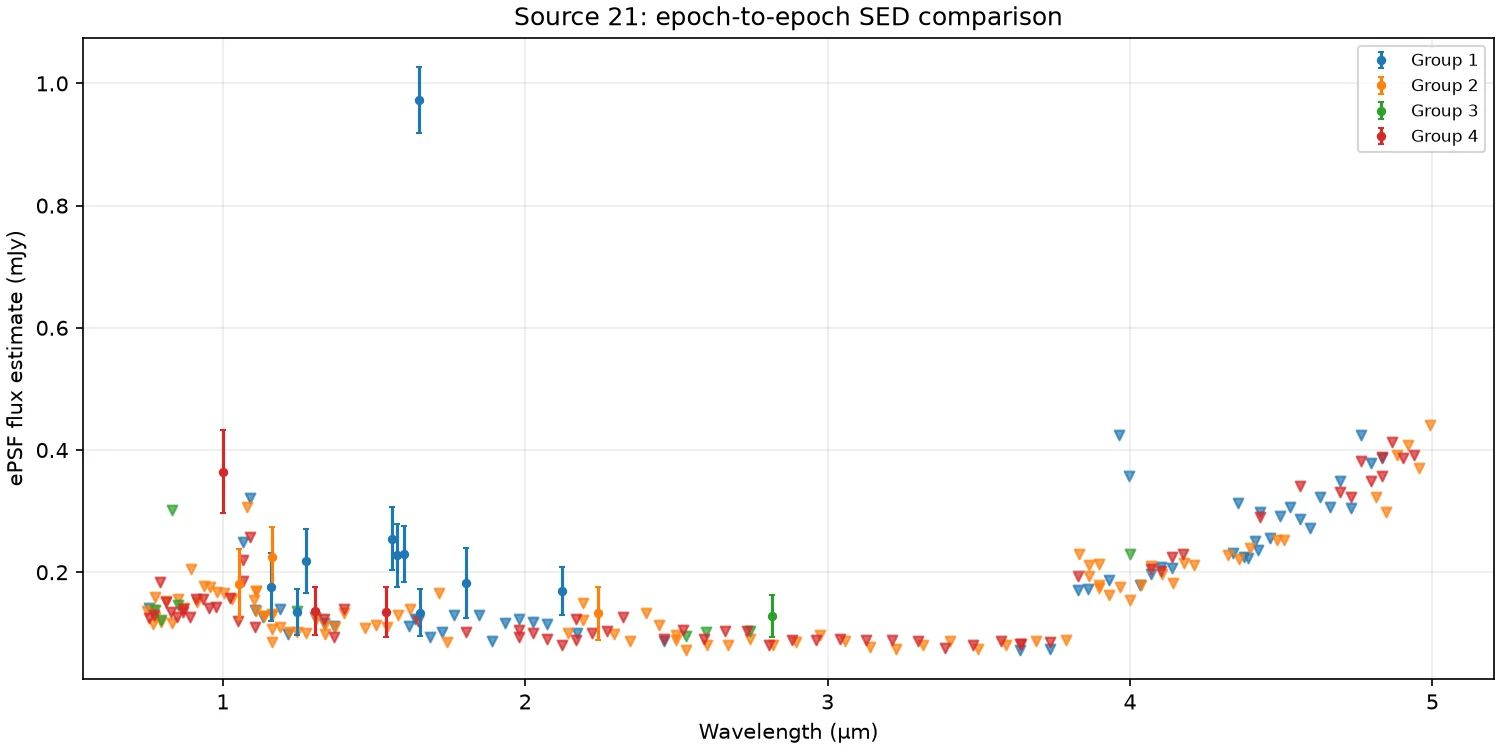 Source 21: epoch-to-epoch SED comparison
1.0
0.8
0.6
0.4
0.2
ePSF flux estimate (mJy)
Group 1
Group 2
Group 3
Group 4
1
2
3
4
5
Wavelength (μm)